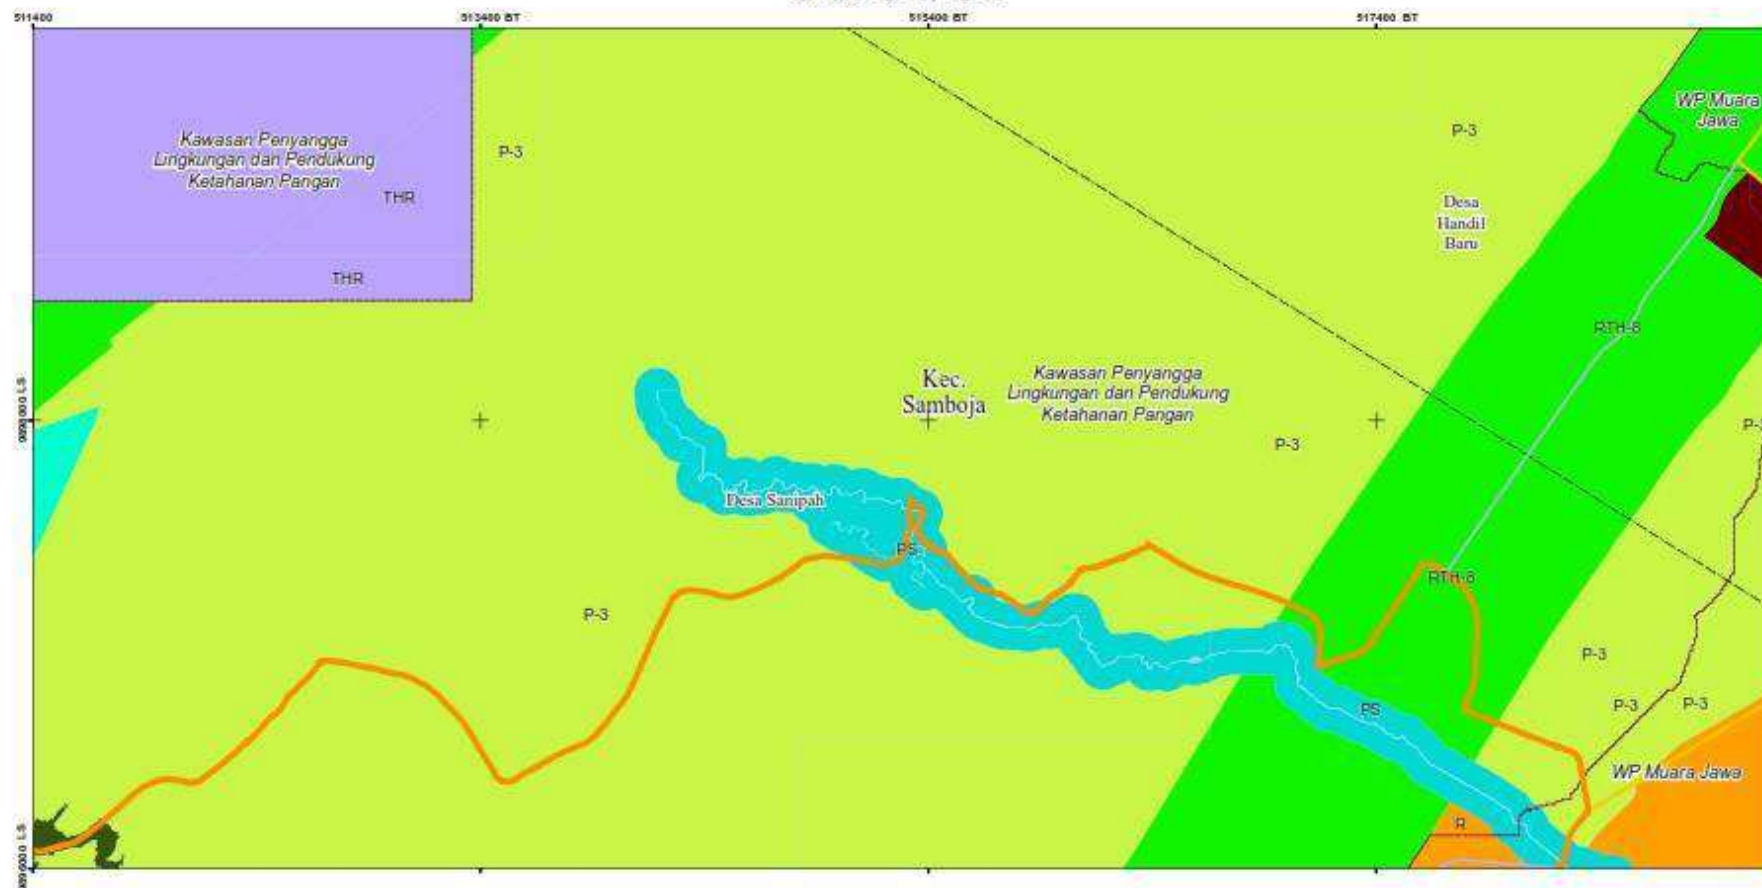 511400
513400 BT
515400 BT
517400 BT
Kawasan Penyangga
Lingkungan dan Pendukung
Ketahanan Pangan
THR
THR
P-3
P-3
WP Muara
Jawa
Desa
Handil
Baru
RTH-8
Kec.
Samboja
Kawasan Penyangga
Lingkungan dan Pendukung
Ketahanan Pangan
P-3
Desa Sanipah
PS
RTH-8
P-3
P-3
P-3
P-3
PS
WP Muara Jawa
R